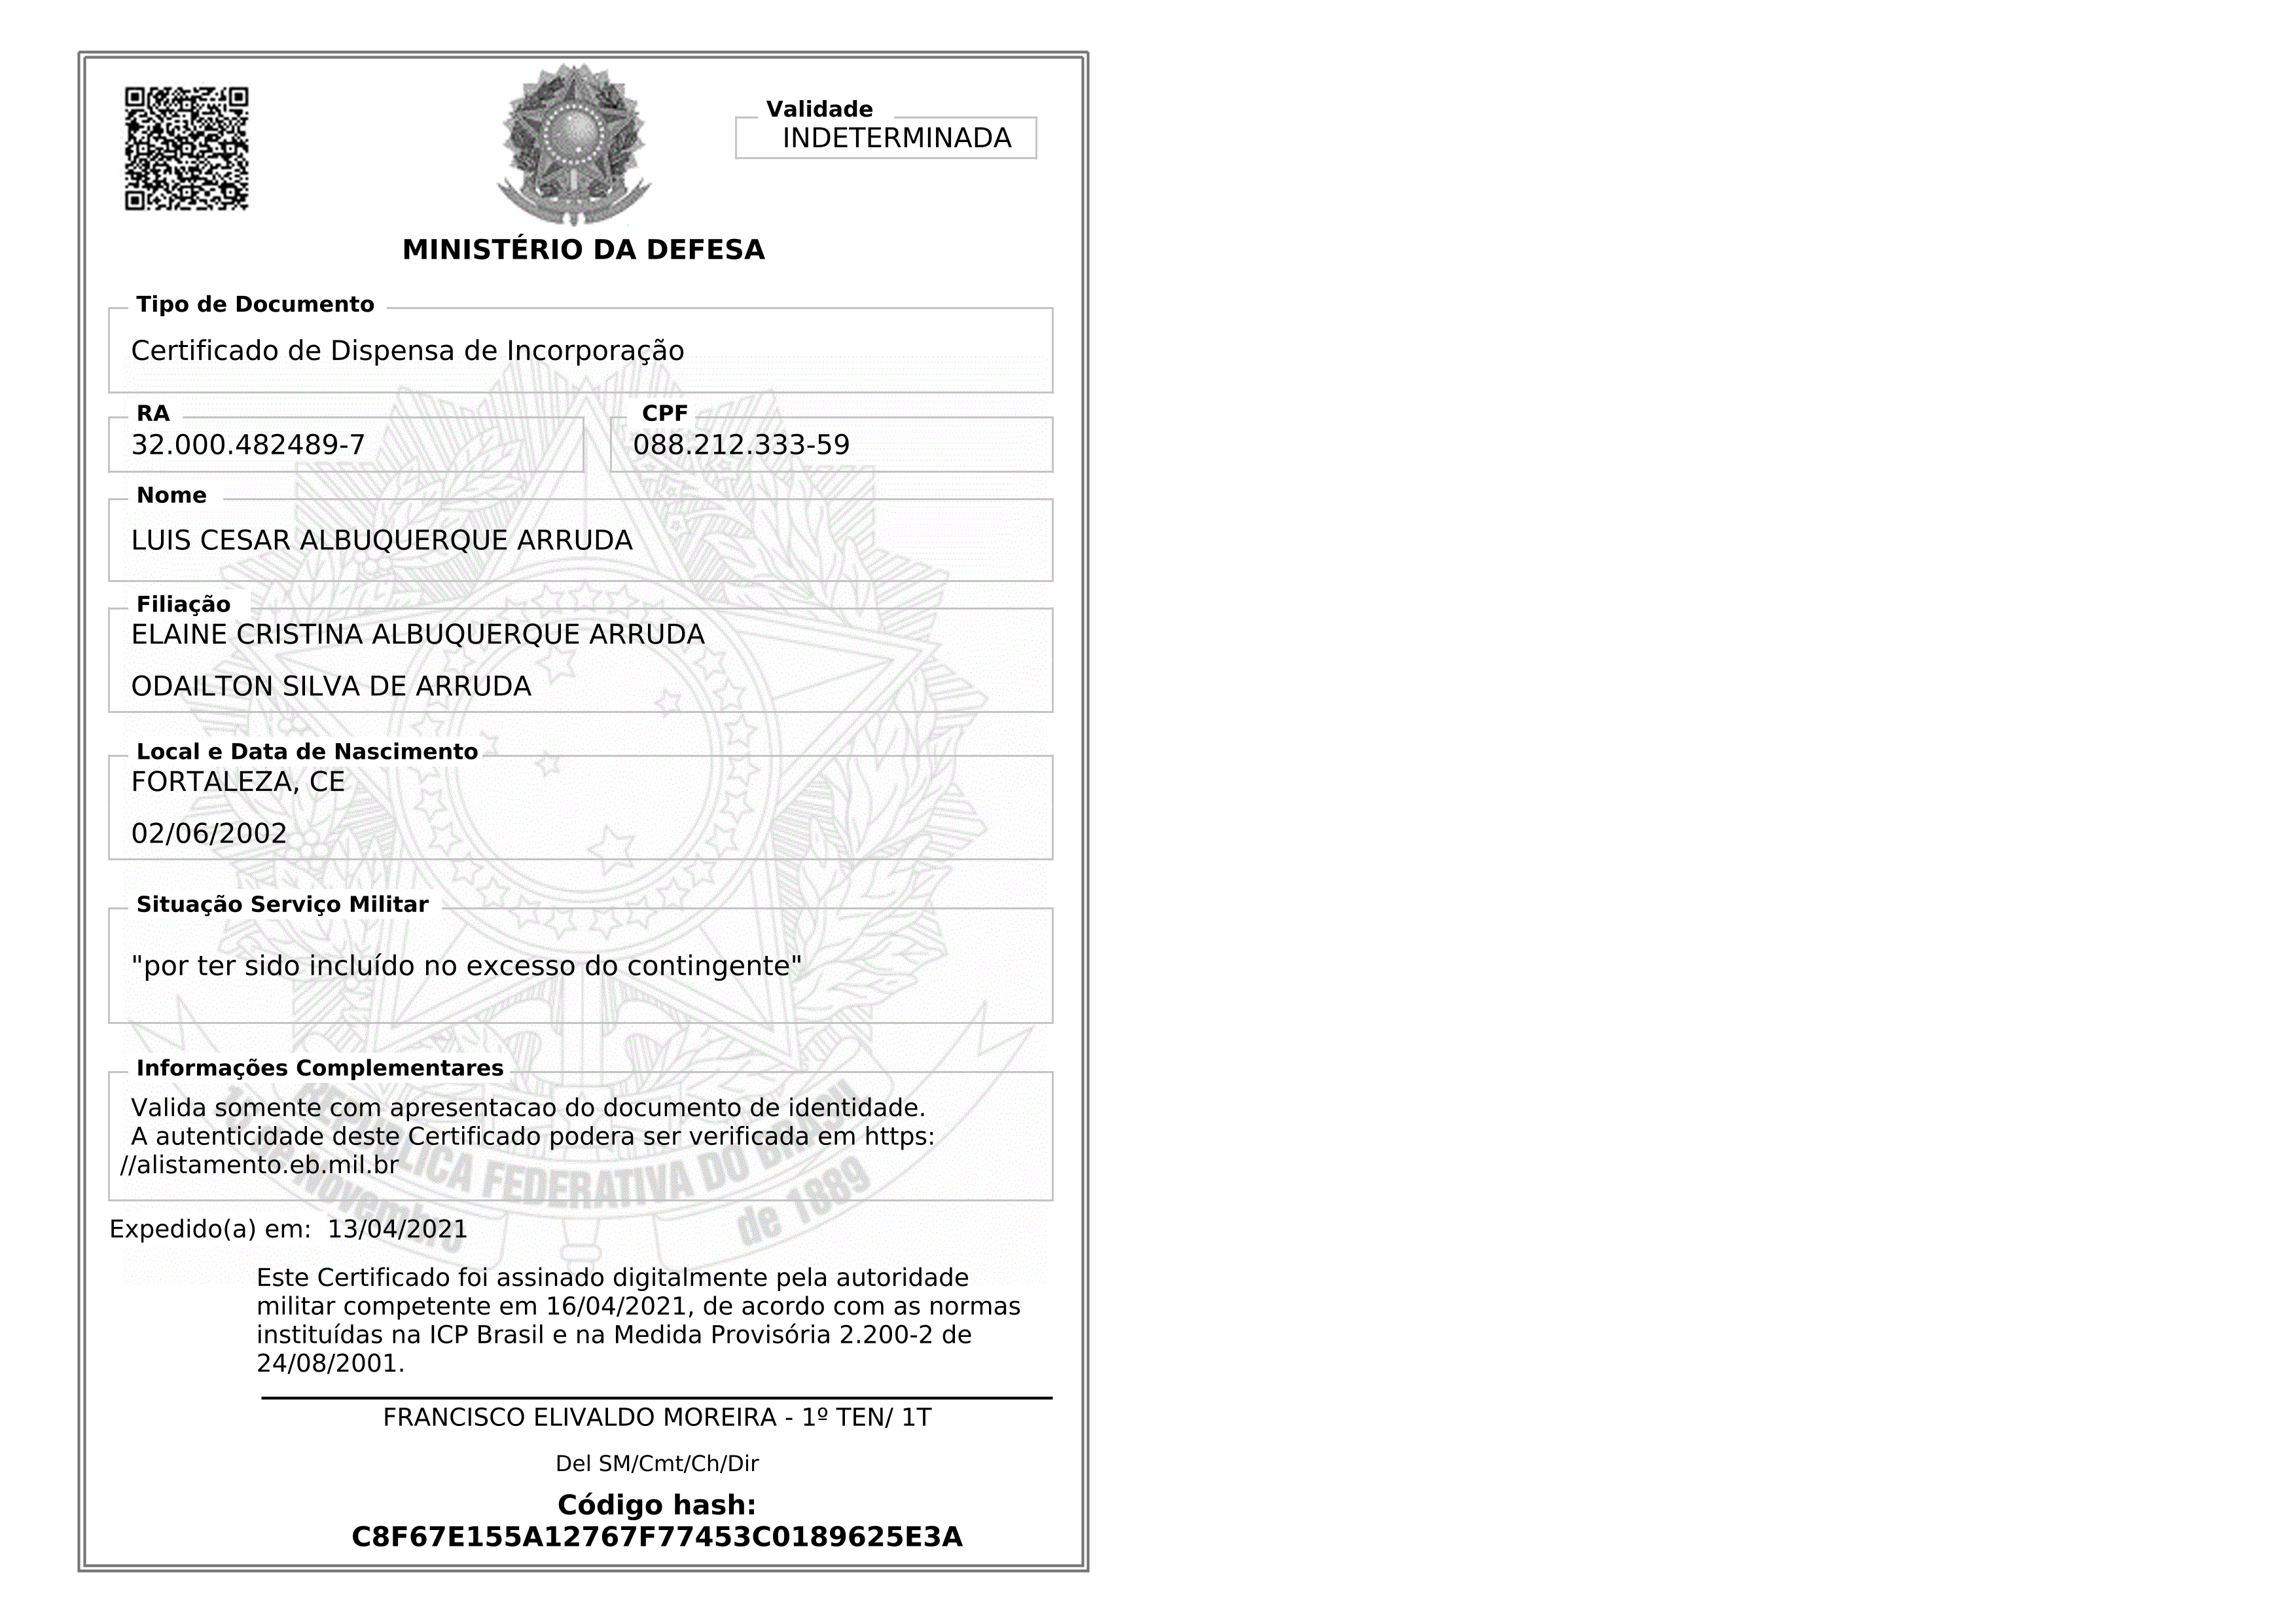 Validade
INDETERMINADA
MINISTÉRIO DA DEFESA
Tipo de Documento
Certificado de Dispensa de Incorporação
RA
32.000.482489-7
CPF
088.212.333-59
Nome
LUIS CESAR ALBUQUERQUE ARRUDA
Filiação
ELAINE CRISTINA ALBUQUERQUE ARRUDA
ODAILTON SILVA DE ARRUDA
Local e Data de Nascimento
FORTALEZA, CE
02/06/2002
Situação Serviço Militar
"por ter sido incluído no excesso do contingente"
Informações Complementares
Valida somente com apresentacao do documento de identidade.
A autenticidade deste Certificado podera ser verificada em https:
//alistamento.eb.mil.br
REPÚBLICA FEDERATIVA DO BRASIL
15 de Novembro
de 1889
Expedido(a) em: 13/04/2021
Este Certificado foi assinado digitalmente pela autoridade
militar competente em 16/04/2021, de acordo com as normas
instituídas na ICP Brasil e na Medida Provisória 2.200-2 de
24/08/2001.
FRANCISCO ELIVALDO MOREIRA - 1º TEN/ 1T
Del SM/Cmt/Ch/Dir
Código hash:
C8F67E155A12767F77453C0189625E3A